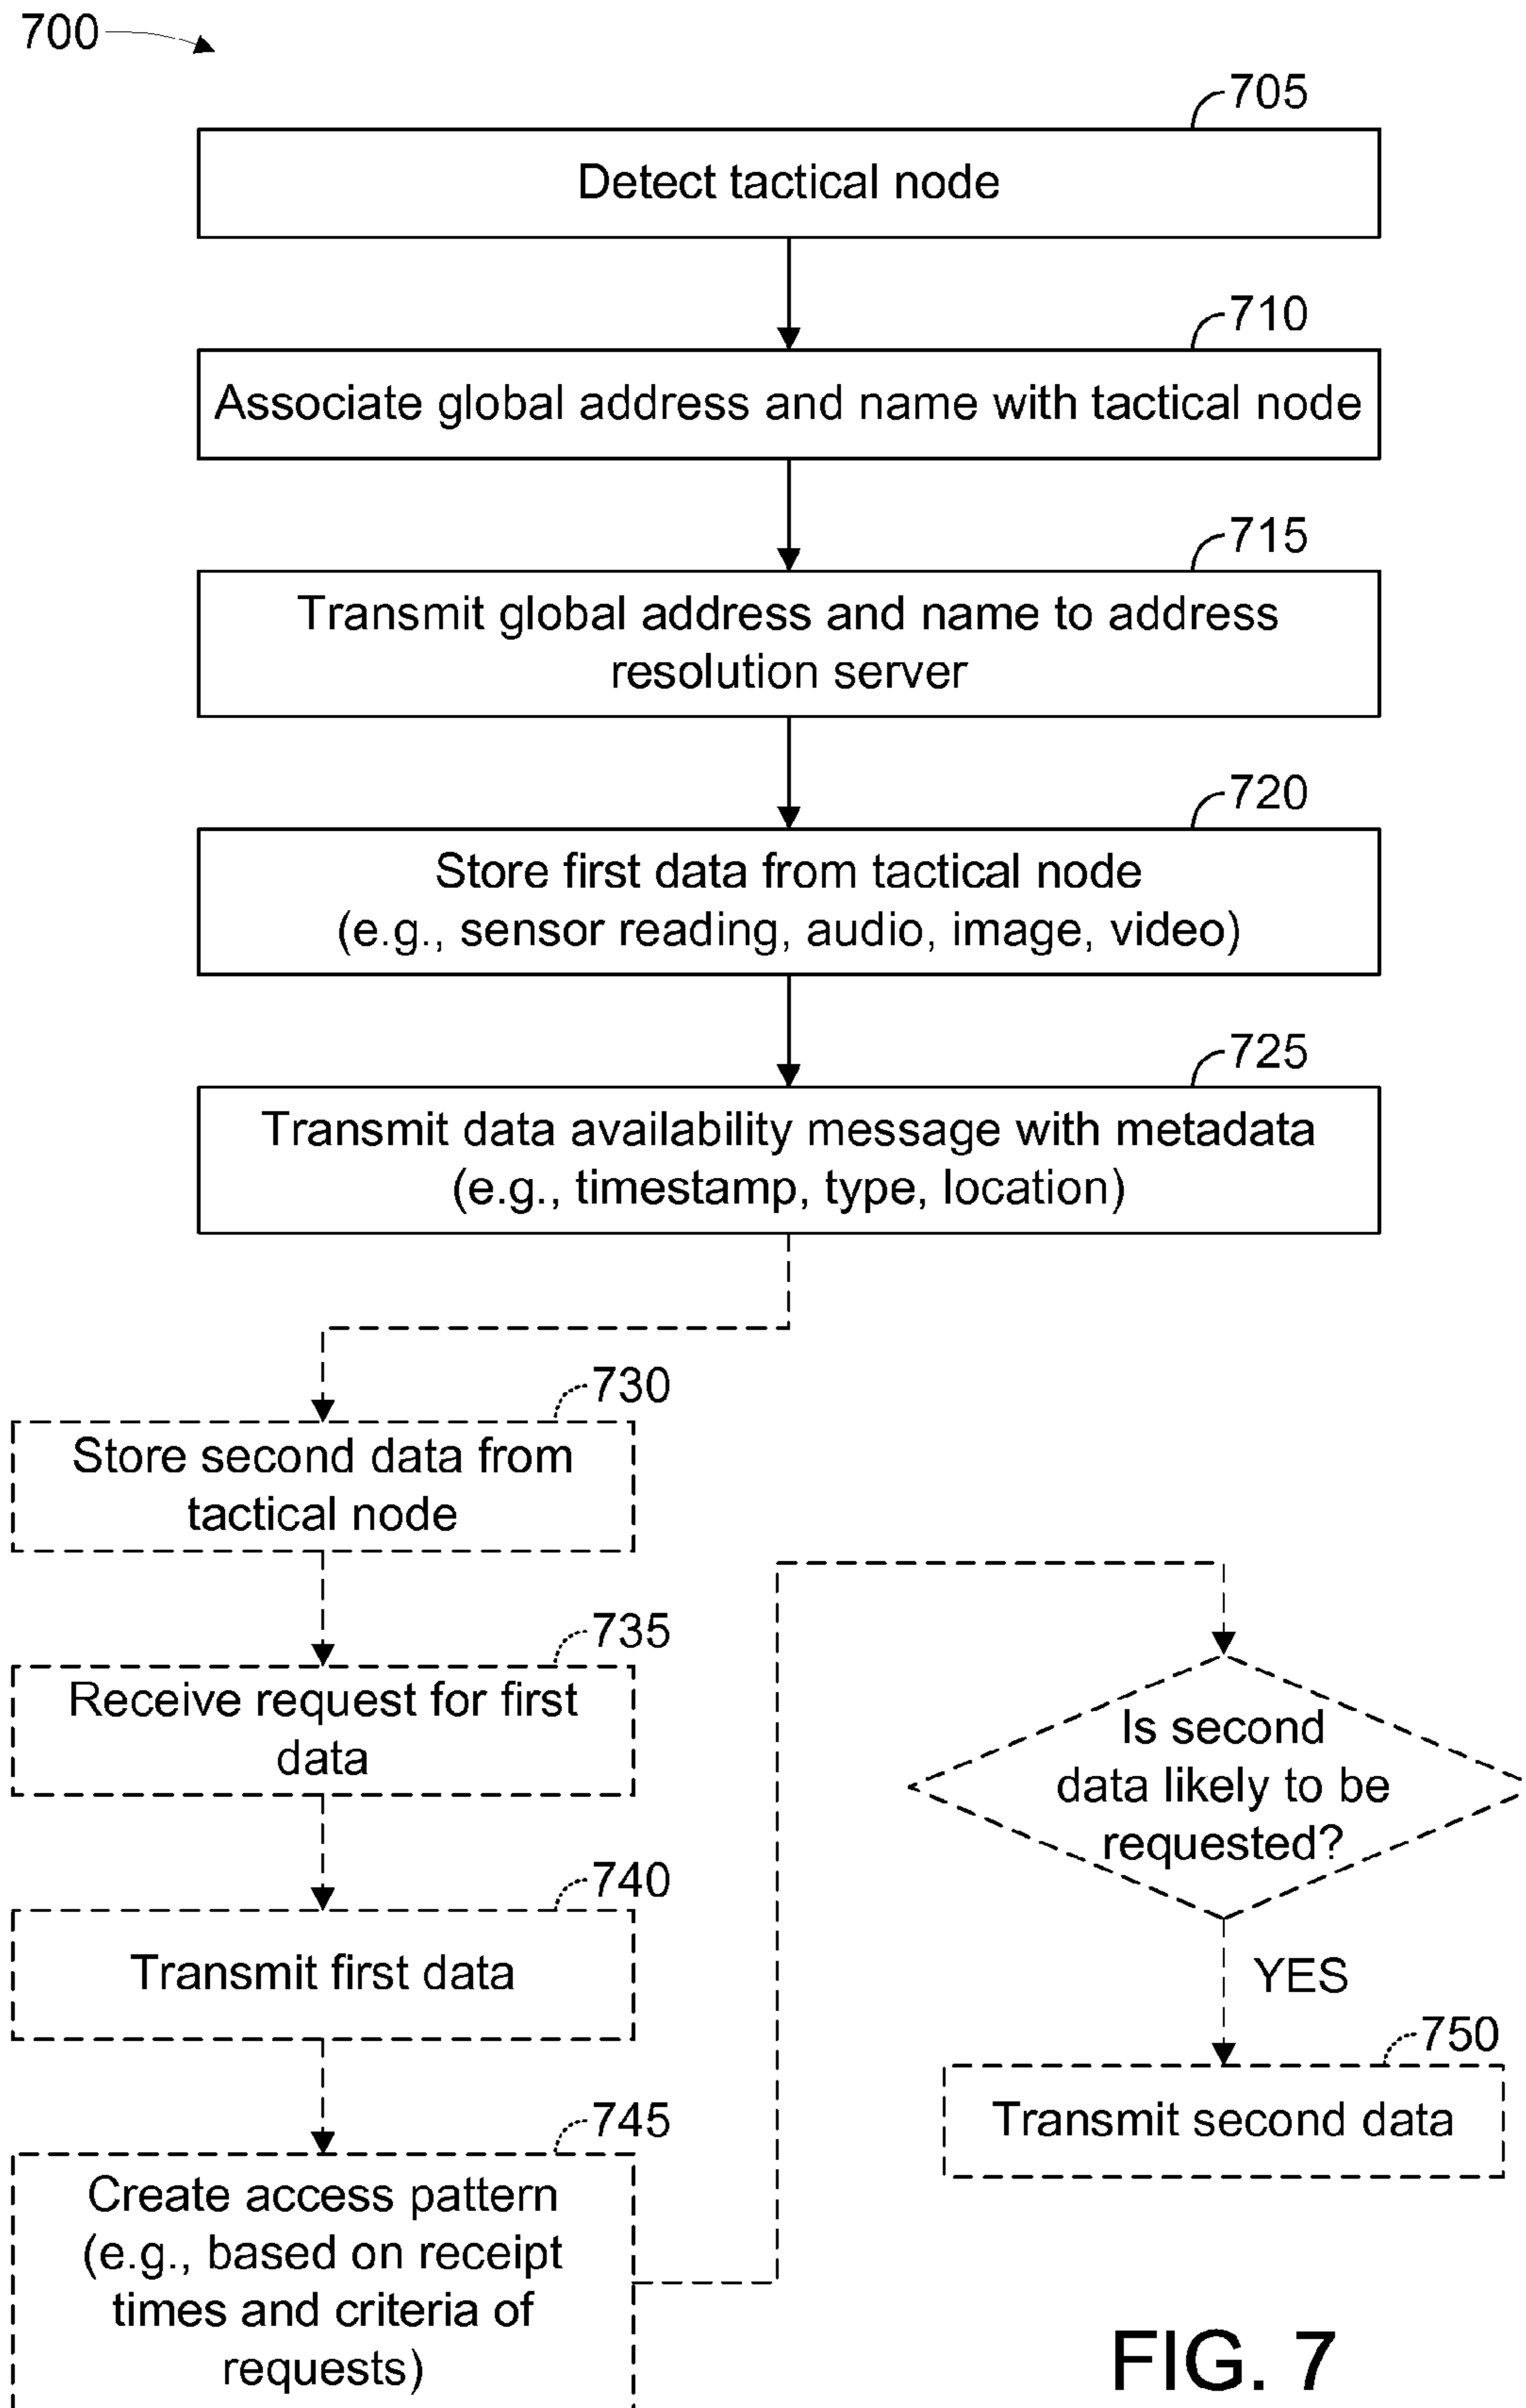 700
705
Detect tactical node
710
Associate global address and name with tactical node
715
Transmit global address and name to address
resolution server
720
Store first data from tactical node
(e.g., sensor reading, audio, image, video)
725
Transmit data availability message with metadata
(e.g., timestamp, type, location)
730
Store second data from
tactical node
735
Receive request for first
data
740
Transmit first data
745
Create access pattern
(e.g., based on receipt
times and criteria of
requests)
Is second
data likely to be
requested?
YES
750
Transmit second data
FIG. 7